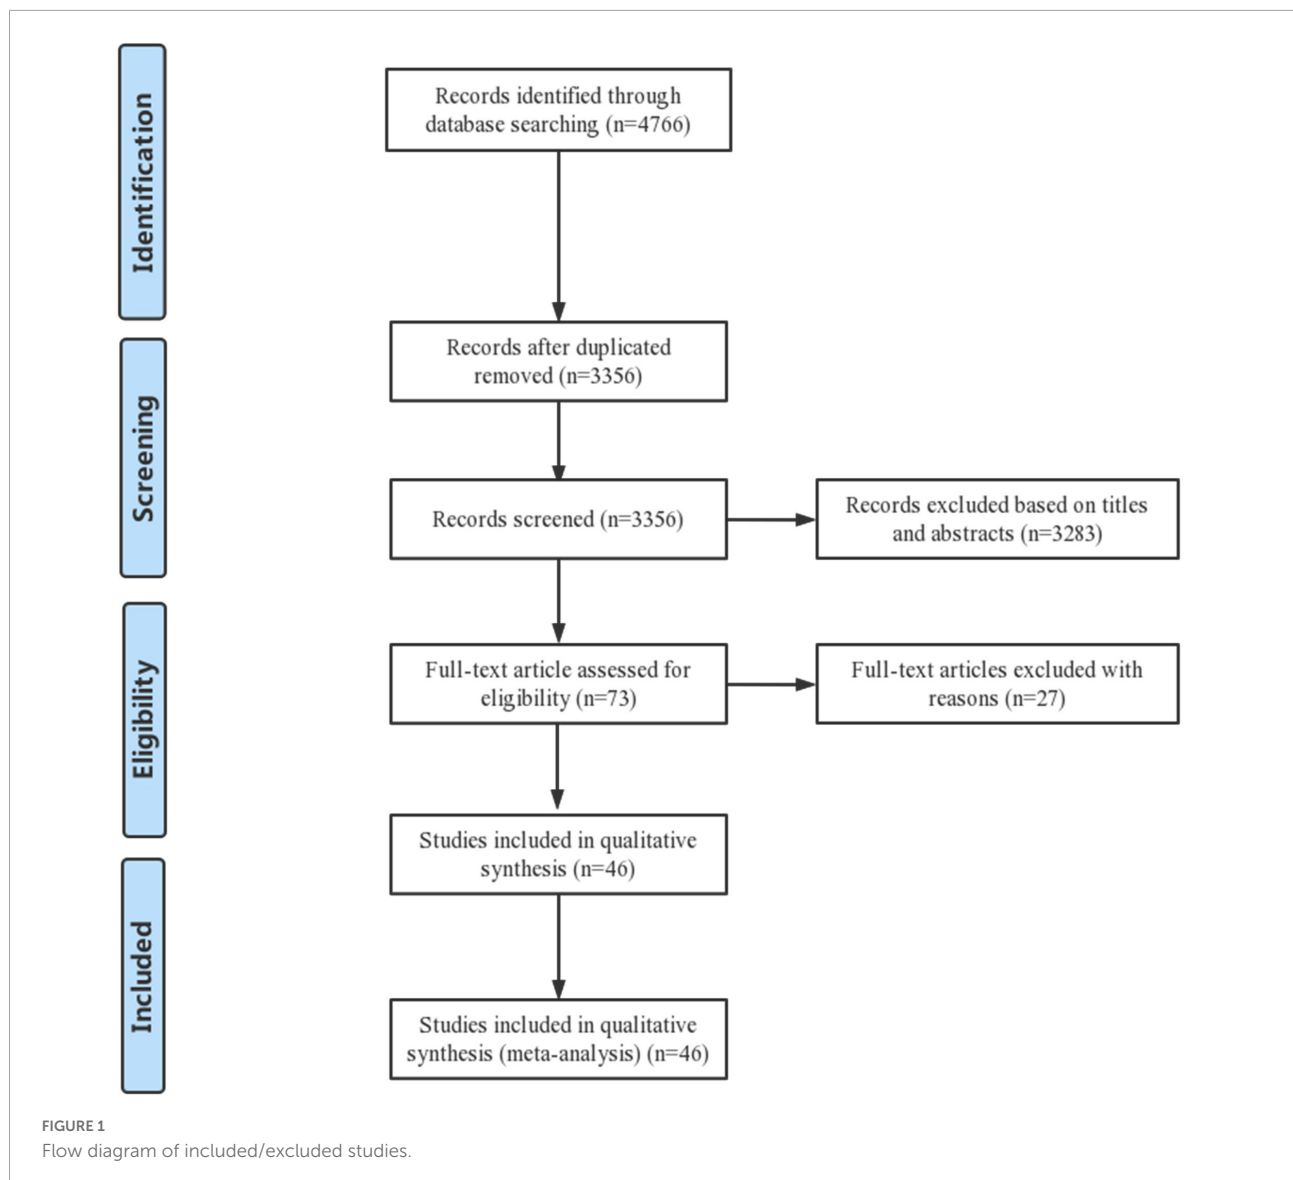 Identification
Records identified through
database searching (n=4766)
Screening
Records after duplicated
removed (n=3356)
Records screened (n=3356)
Records excluded based on titles
and abstracts (n=3283)
Eligibility
Full-text article assessed for
eligibility (n=73)
Full-text articles excluded with
reasons (n=27)
Studies included in qualitative
synthesis (n=46)
Included
Studies included in qualitative
synthesis (meta-analysis) (n=46)
FIGURE 1
Flow diagram of included/excluded studies.